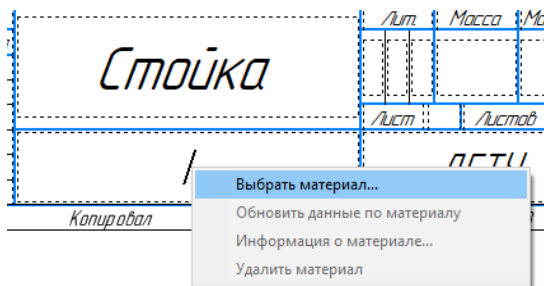 Лит. Масса
Стойка
Лист Листов
Выбрать материал...
Копировал Обновить данные по материалу
Информация о материале...
Удалить материал